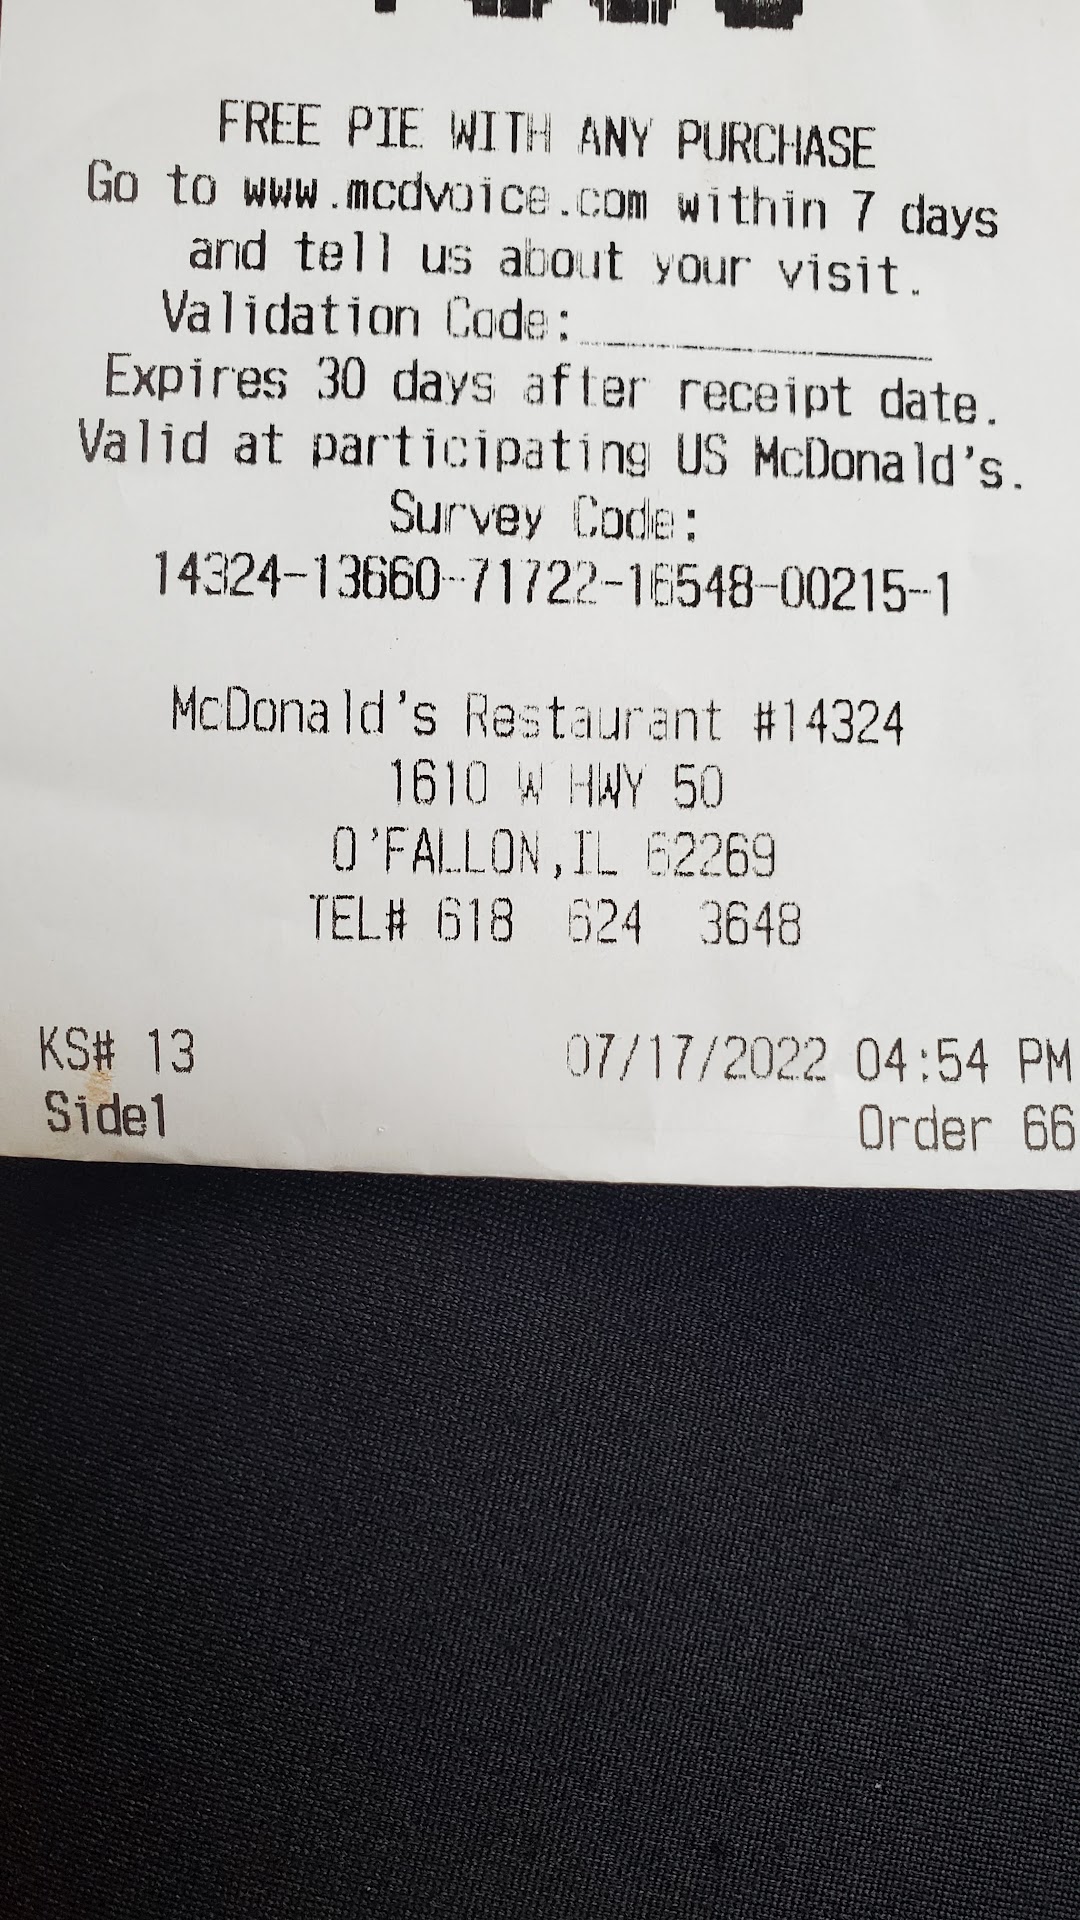 FREE PIE WITH ANY PURCHASE
Go to www.mcdvoice.com within 7 days
and tell us about your visit.
Validation Code:______________
Expires 30 days after receipt date.
Valid at participating US McDonald's.
Survey Code:
14324-13660-71722-16548-00215-1
McDonald's Restaurant #14324
1610 W HWY 50
O'FALLON,IL 62269
TEL# 618 624 3648
KS# 13 07/17/2022 04:54 PM
Side1 Order 66